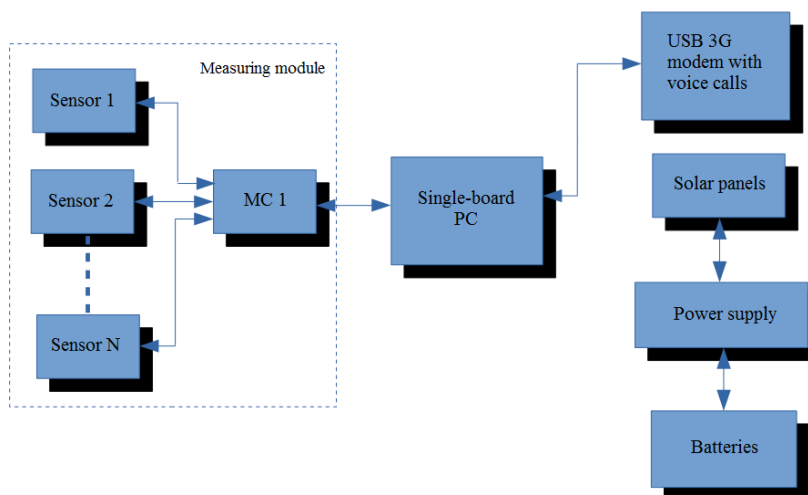 Measuring module
Sensor 1
Sensor 2
Sensor N
MC 1
Single-board
PC
USB 3G
modem with
voice calls
Solar panels
Power supply
Batteries